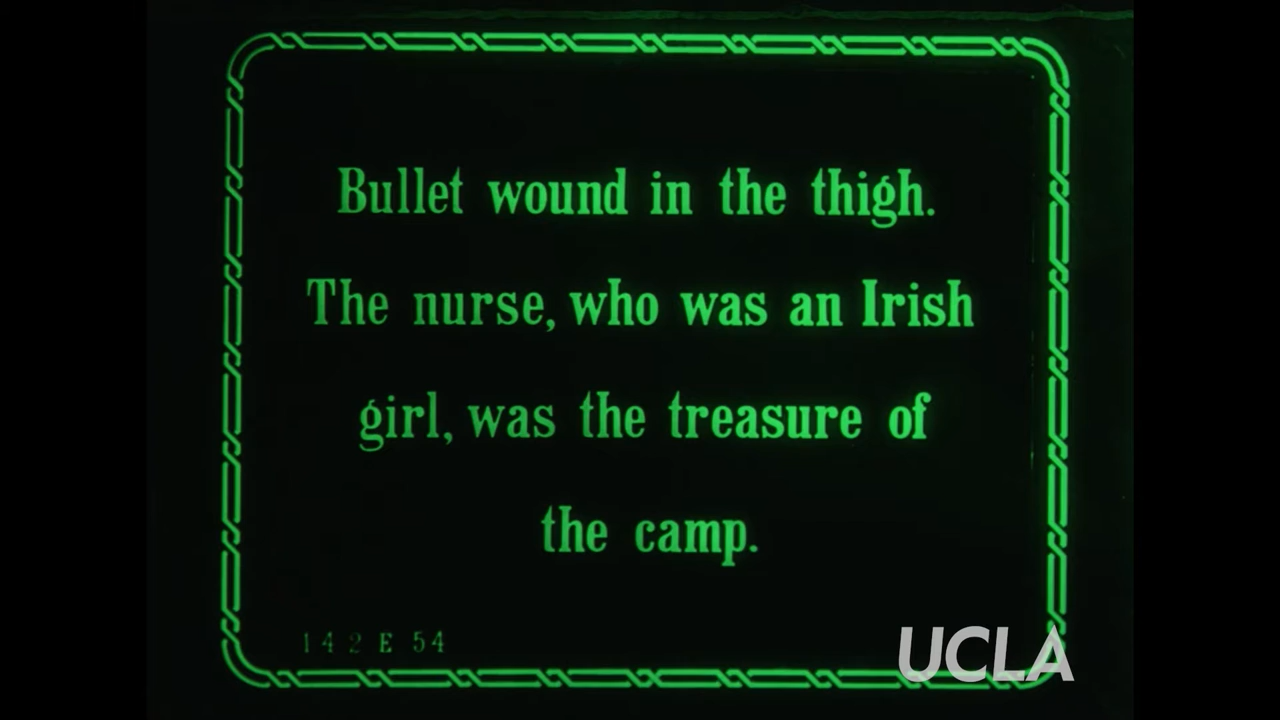 Bullet wound in the thigh.
The nurse, who was an Irish
girl, was the treasure of
the camp.
142 E 54
UCLA